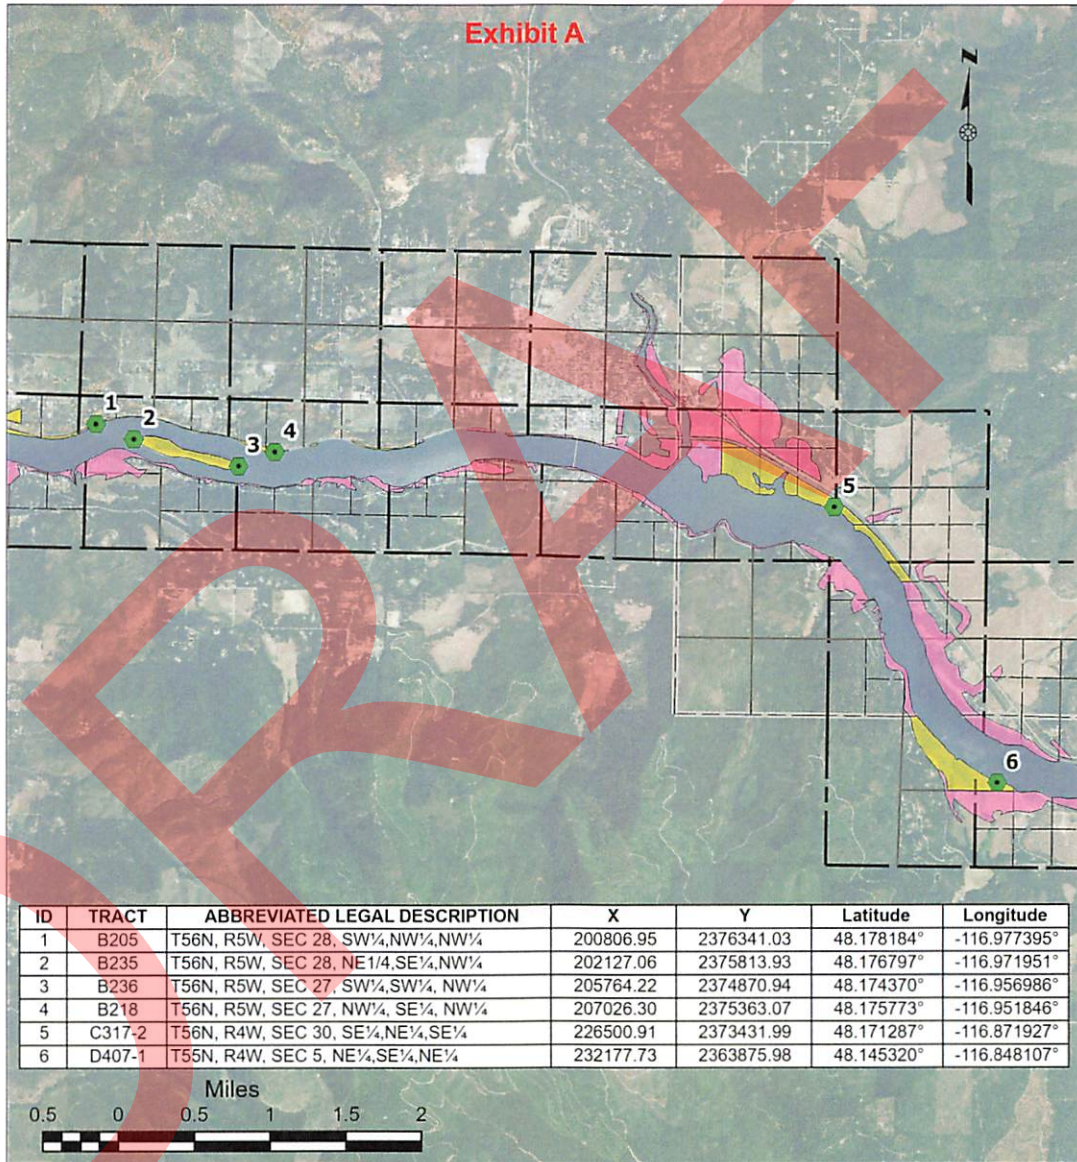 Exhibit A
N
1
2
3
4
5
6
DRAFT
ID TRACT ABBREVIATED LEGAL DESCRIPTION X Y Latitude Longitude
1 B205 T56N, R5W, SEC 28, SW¼,NW¼,NW¼ 200806.95 2376341.03 48.178184° -116.977395°
2 B235 T56N, R5W, SEC 28, NE1/4,SE¼,NW¼ 202127.06 2375813.93 48.176797° -116.971951°
3 B236 T56N, R5W, SEC 27, SW¼,SW¼, NW¼ 205764.22 2374870.94 48.174370° -116.956986°
4 B218 T56N, R5W, SEC 27, NW¼, SE¼, NW¼ 207026.30 2375363.07 48.175773° -116.951846°
5 C317-2 T56N, R4W, SEC 30, SE¼,NE¼,SE¼ 226500.91 2373431.99 48.171287° -116.871927°
6 D407-1 T55N, R4W, SEC 5, NE¼,SE¼,NE¼ 232177.73 2363875.98 48.145320° -116.848107°
Miles
0.5 0 0.5 1 1.5 2